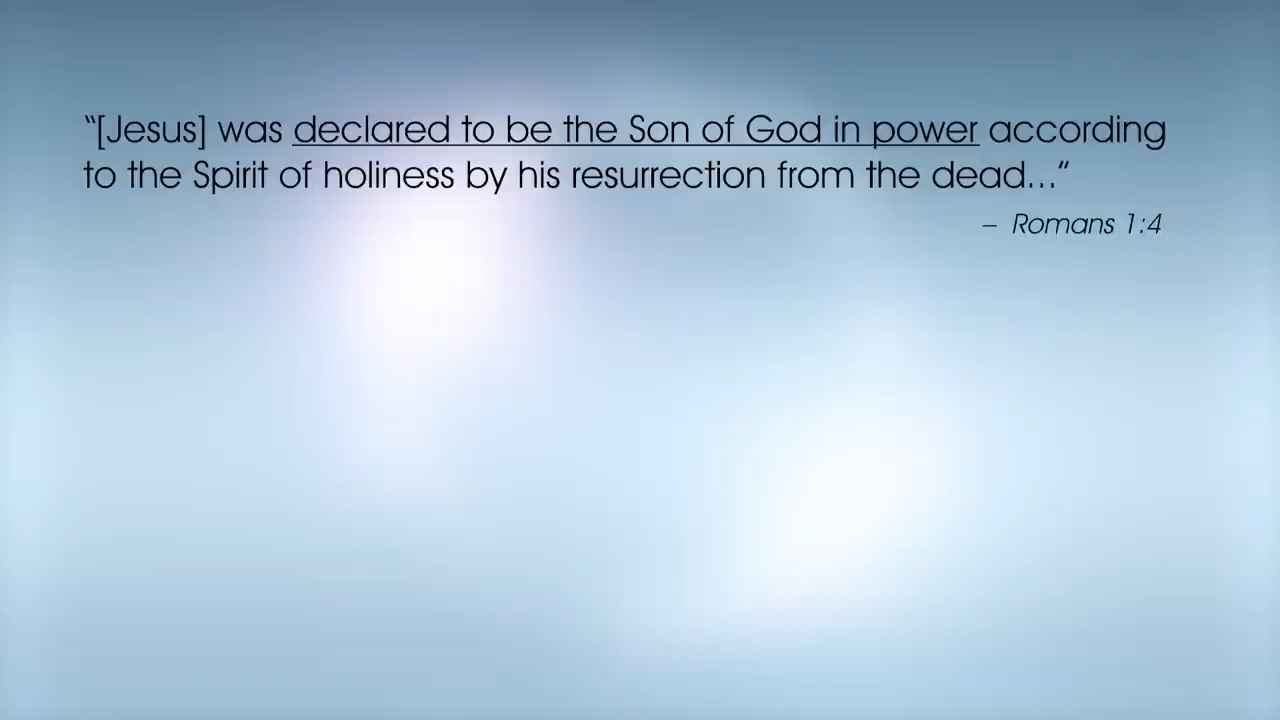 “[Jesus] was declared to be the Son of God in power according
to the Spirit of holiness by his resurrection from the dead...”
– Romans 1:4